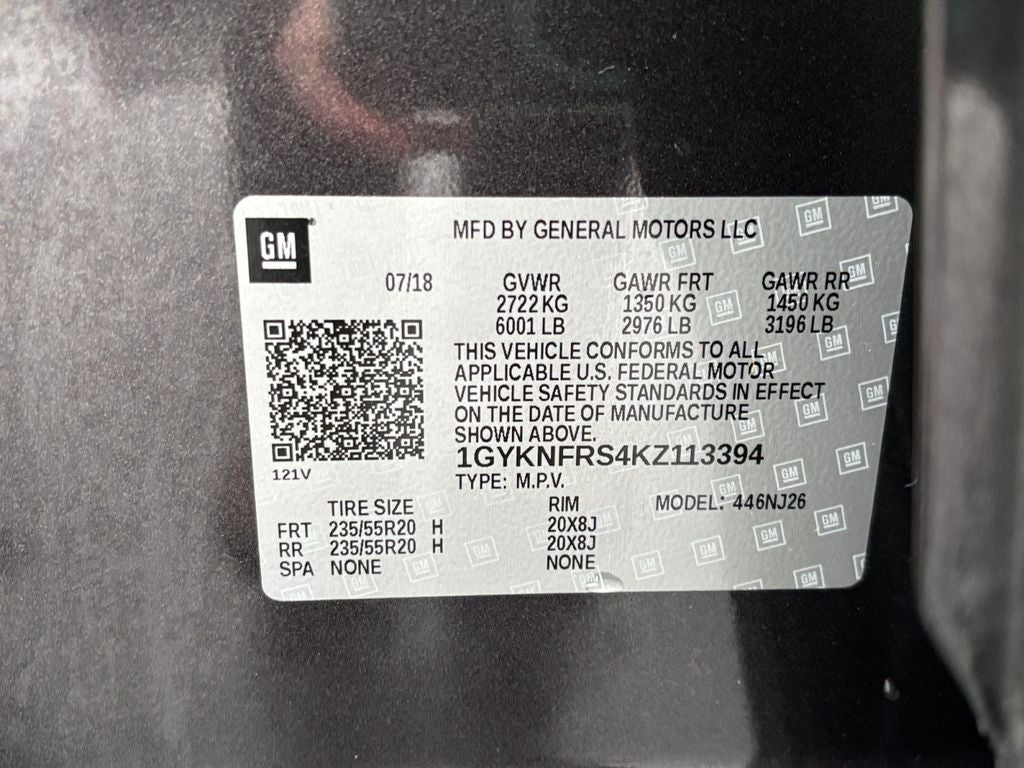 GM
MFD BY GENERAL MOTORS LLC
07/18 GVWR GAWR FRT GAWR RR
2722 KG 1350 KG 1450 KG
6001 LB 2976 LB 3196 LB
THIS VEHICLE CONFORMS TO ALL
APPLICABLE U.S. FEDERAL MOTOR
VEHICLE SAFETY STANDARDS IN EFFECT
ON THE DATE OF MANUFACTURE
SHOWN ABOVE.
1GYKNFRS4KZ113394
121V
TYPE: M.P.V.
TIRE SIZE RIM MODEL: 446NJ26
FRT 235/55R20 H 20X8J
RR 235/55R20 H 20X8J
SPA NONE NONE